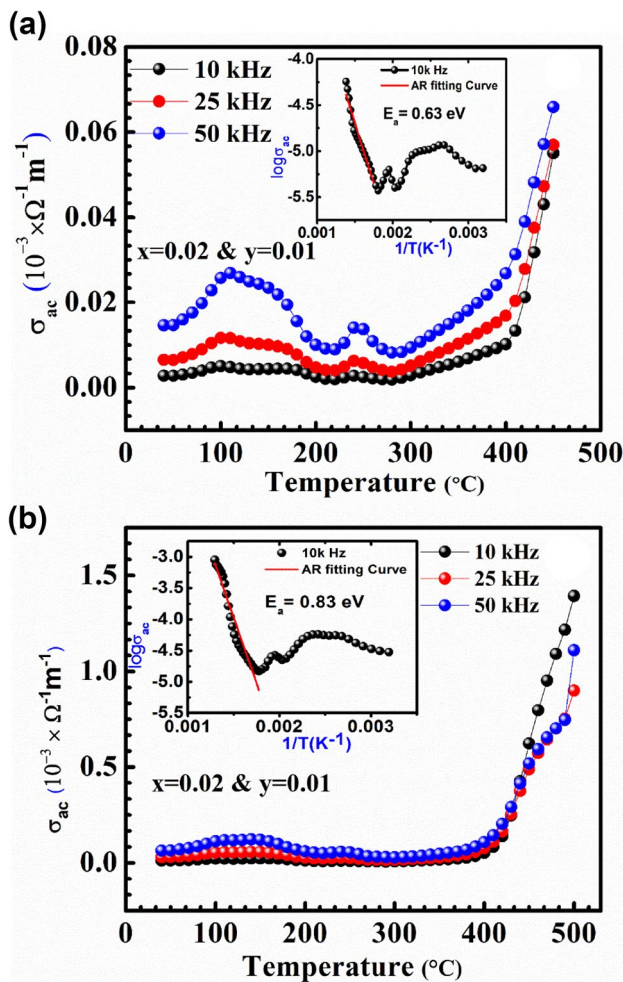 (a)
σac (10⁻³ ×Ω⁻¹m⁻¹)
0.08
0.06
0.04
0.02
0.00
10 kHz
25 kHz
50 kHz
x=0.02 & y=0.01
logσac
-4.0
-4.5
-5.0
-5.5
10k Hz
AR fitting Curve
Ea= 0.63 eV
0.001 0.002 0.003
1/T(K⁻¹)
0 100 200 300 400 500
Temperature (°C)
(b)
σac (10⁻³ × Ω⁻¹m⁻¹)
1.5
1.0
0.5
0.0
logσac
-3.0
-3.5
-4.0
-4.5
-5.0
-5.5
10k Hz
AR fitting Curve
Ea = 0.83 eV
0.001 0.002 0.003
1/T(K⁻¹)
10 kHz
25 kHz
50 kHz
x=0.02 & y=0.01
0 100 200 300 400 500
Temperature (°C)